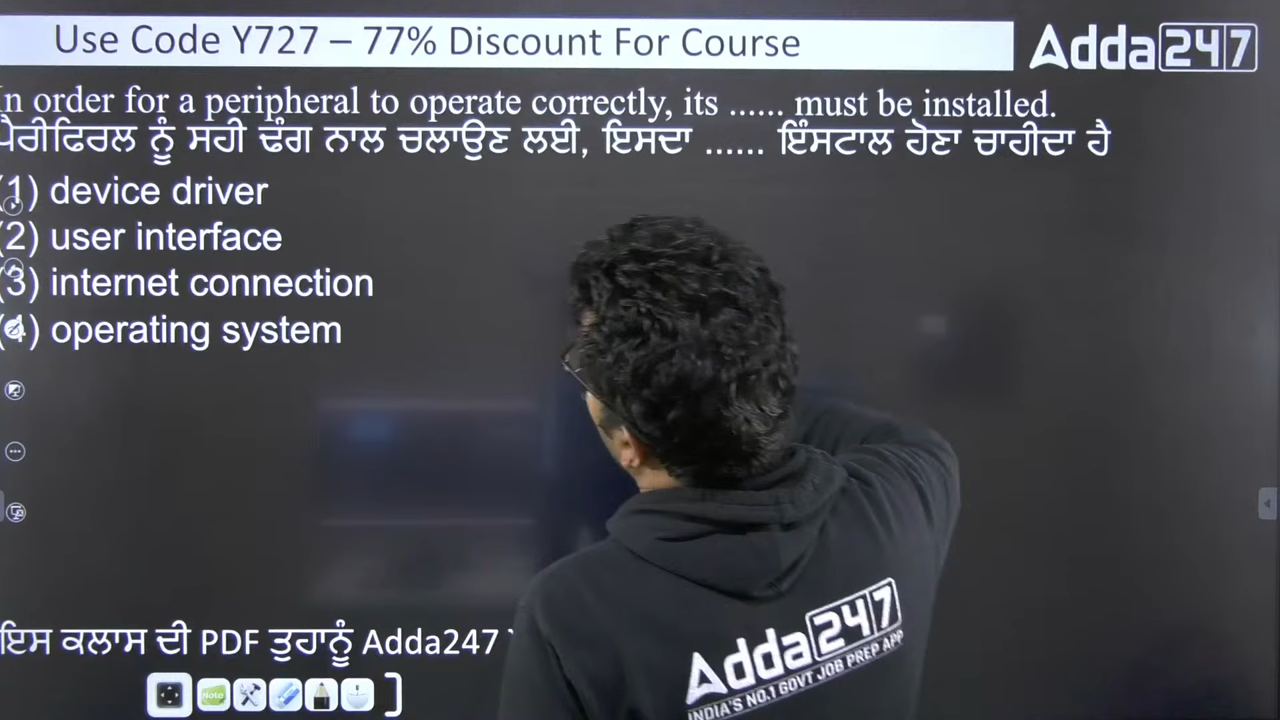 Use Code Y727 – 77% Discount For Course
Adda247
In order for a peripheral to operate correctly, its ...... must be installed.
ਪੈਰੀਫਿਰਲ ਨੂੰ ਸਹੀ ਢੰਗ ਨਾਲ ਚਲਾਉਣ ਲਈ, ਇਸਦਾ ...... ਇੰਸਟਾਲ ਹੋਣਾ ਚਾਹੀਦਾ ਹੈ
(1) device driver
(2) user interface
(3) internet connection
(4) operating system
Adda247
INDIA'S NO.1 GOVT JOB PREP APP
ਇਸ ਕਲਾਸ ਦੀ PDF ਤੁਹਾਨੂੰ Adda247
Note